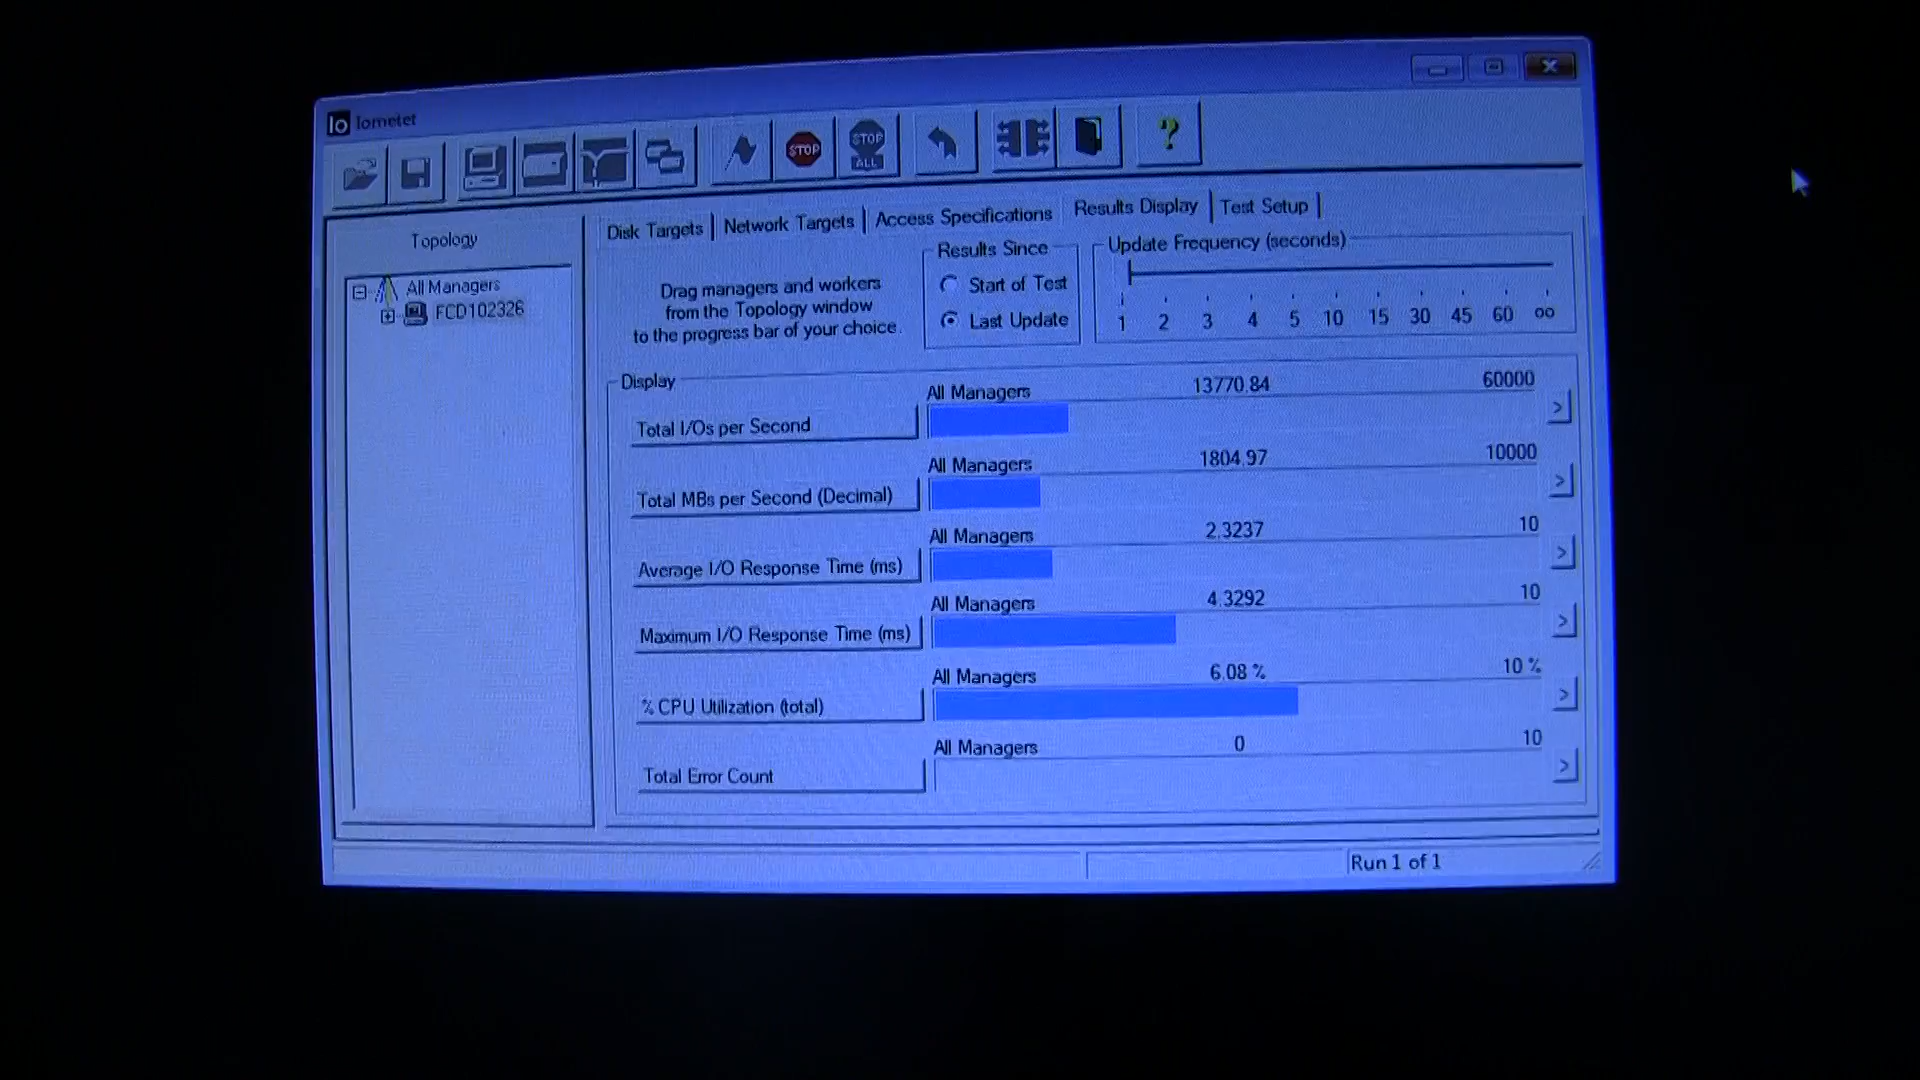 Io Iometer
STOP
STOP
ALL
?
Topology
All Managers
FCD102326
Disk Targets
Network Targets
Access Specifications
Results Display
Test Setup
Drag managers and workers
from the Topology window
to the progress bar of your choice.
Results Since
Start of Test
Last Update
Update Frequency (seconds)
1 2 3 4 5 10 15 30 45 60 oo
Display
All Managers 13770.84 60000
Total I/Os per Second
>
All Managers 1804.97 10000
Total MBs per Second (Decimal)
>
All Managers 2.3237 10
Average I/O Response Time (ms)
>
All Managers 4.3292 10
Maximum I/O Response Time (ms)
>
All Managers 6.08 % 10 %
% CPU Utilization (total)
>
All Managers 0 10
Total Error Count
>
Run 1 of 1